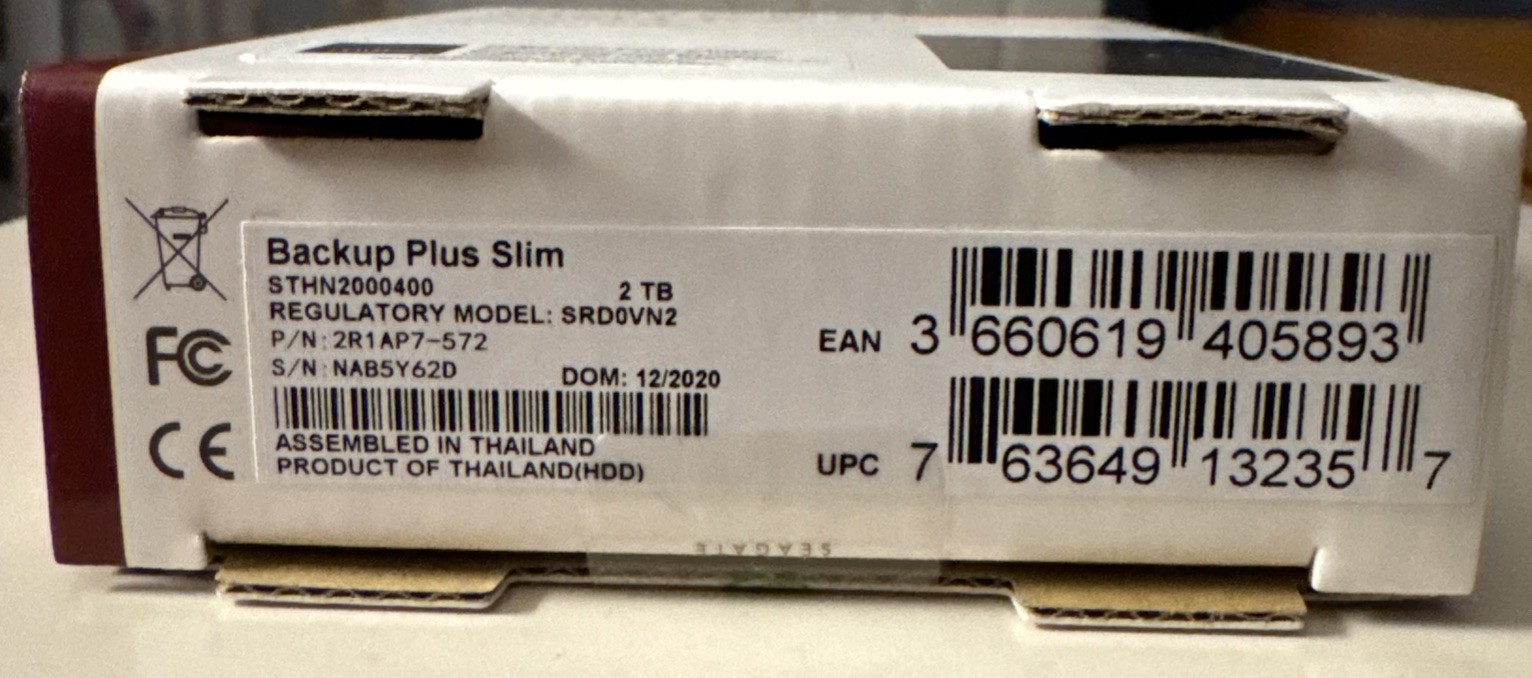 Backup Plus Slim
STHN2000400 2 TB
REGULATORY MODEL: SRD0VN2
P/N: 2R1AP7-572
S/N: NAB5Y62D DOM: 12/2020
ASSEMBLED IN THAILAND
PRODUCT OF THAILAND(HDD)
FC
CE
EAN 3 660619 405893
UPC 7 63649 13235 7
SEAGATE